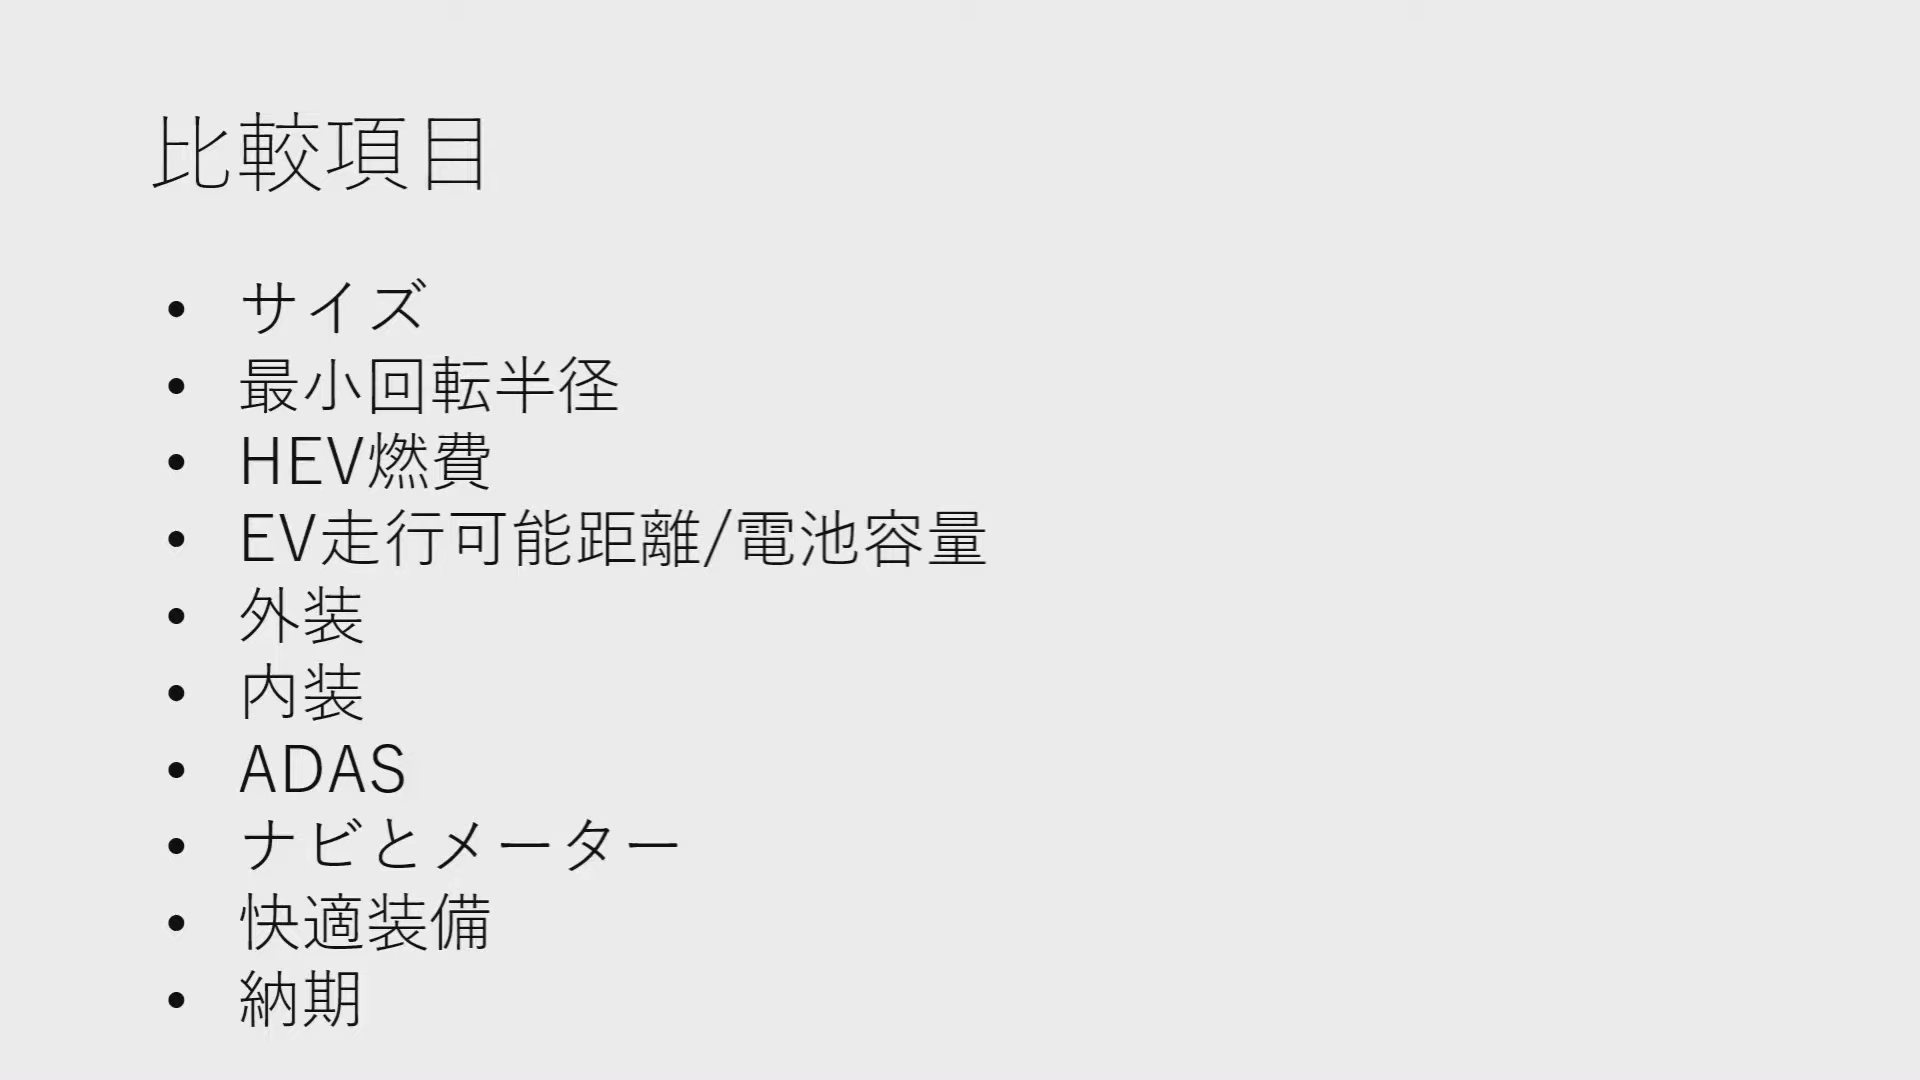 比較項目
• サイズ
• 最小回転半径
• HEV燃費
• EV走行可能距離/電池容量
• 外装
• 内装
• ADAS
• ナビとメーター
• 快適装備
• 納期